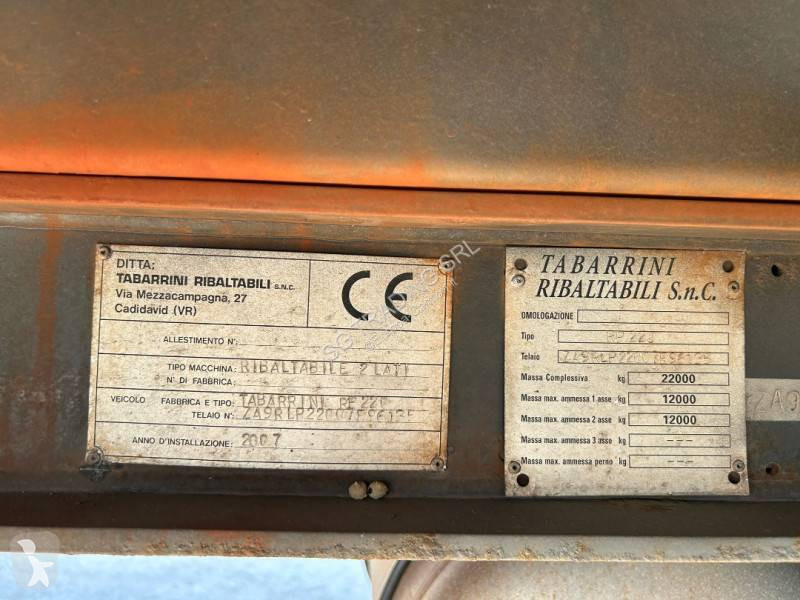 DITTA:
TABARRINI RIBALTABILI s.n.c.
Via Mezzacampagna, 27
Cadidavid (VR)
CE
ALLESTIMENTO N°:
TIPO MACCHINA: RIBALTABILE 2 LATI
N° DI FABBRICA:
VEICOLO FABBRICA E TIPO: TABARRINI
TELAIO N°:
ANNO D'INSTALLAZIONE: 2007
TABARRINI
RIBALTABILI S.n.C.
OMOLOGAZIONE
Tipo
Telaio
Massa Complessiva kg 22000
Massa max. ammessa 1 asse kg 12000
Massa max. ammessa 2 asse kg 12000
Massa max. ammessa 3 asse kg ---
Massa max. ammessa perno kg ---
ZA9